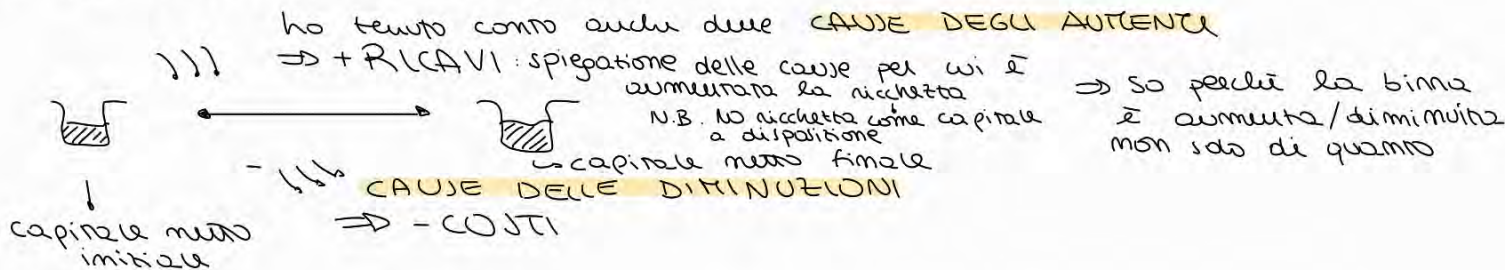 ho tenuto conto anche delle CAUSE DEGLI AUMENTI
⇒ + RICAVI : spiegazione delle cause per cui è
aumentata la ricchezza
N.B. NO ricchezza come capitale
a disposizione
↳ capitale netto finale
⇒ so perché la birra
è aumenta/diminuita
non solo di quanto
- CAUSE DELLE DIMINUZIONI
⇒ - COSTI
capitale netto
iniziale